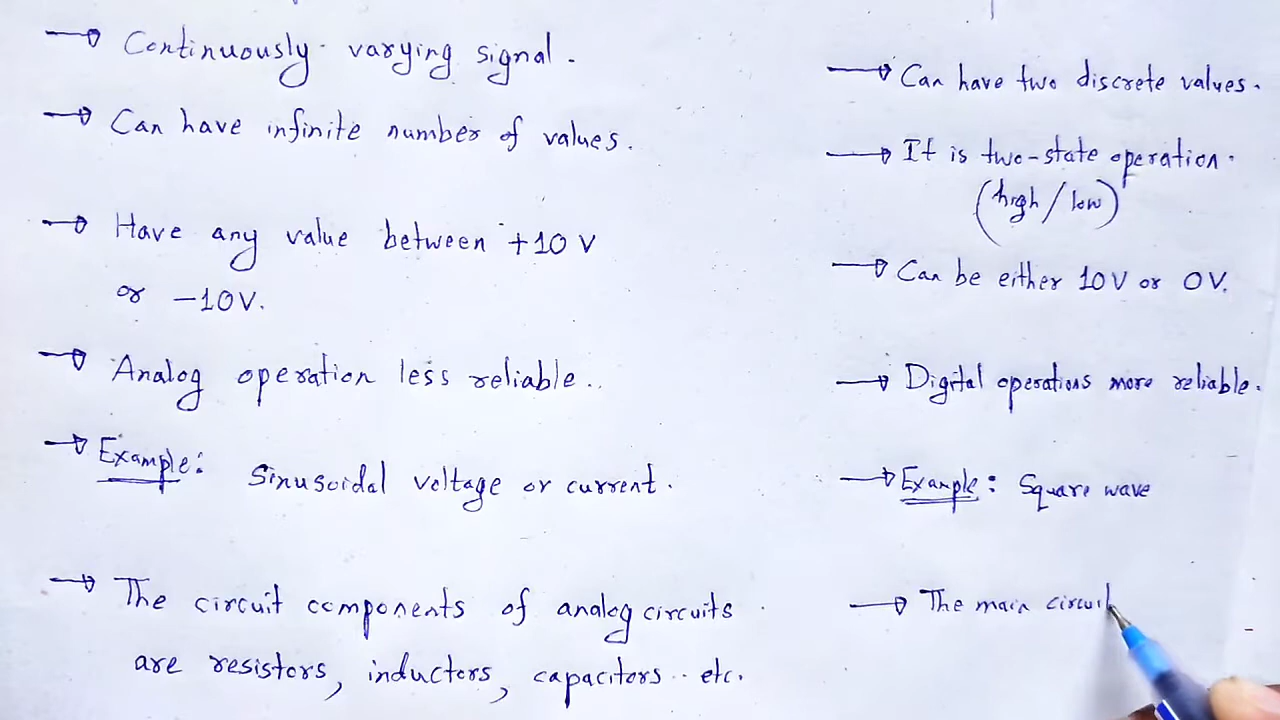 → Continuously varying signal.
→ Can have infinite number of values.
→ Have any value between +10 V
or -10V.
→ Analog operation less reliable..
→ Example: Sinusoidal voltage or current.
→ The circuit components of analog circuits
are resistors, inductors, capacitors.. etc.
→ Can have two discrete values.
→ It is two-state operation.
(high/low)
→ Can be either 10V or 0V.
→ Digital operations more reliable.
→ Example: Square wave
→ The main circuit